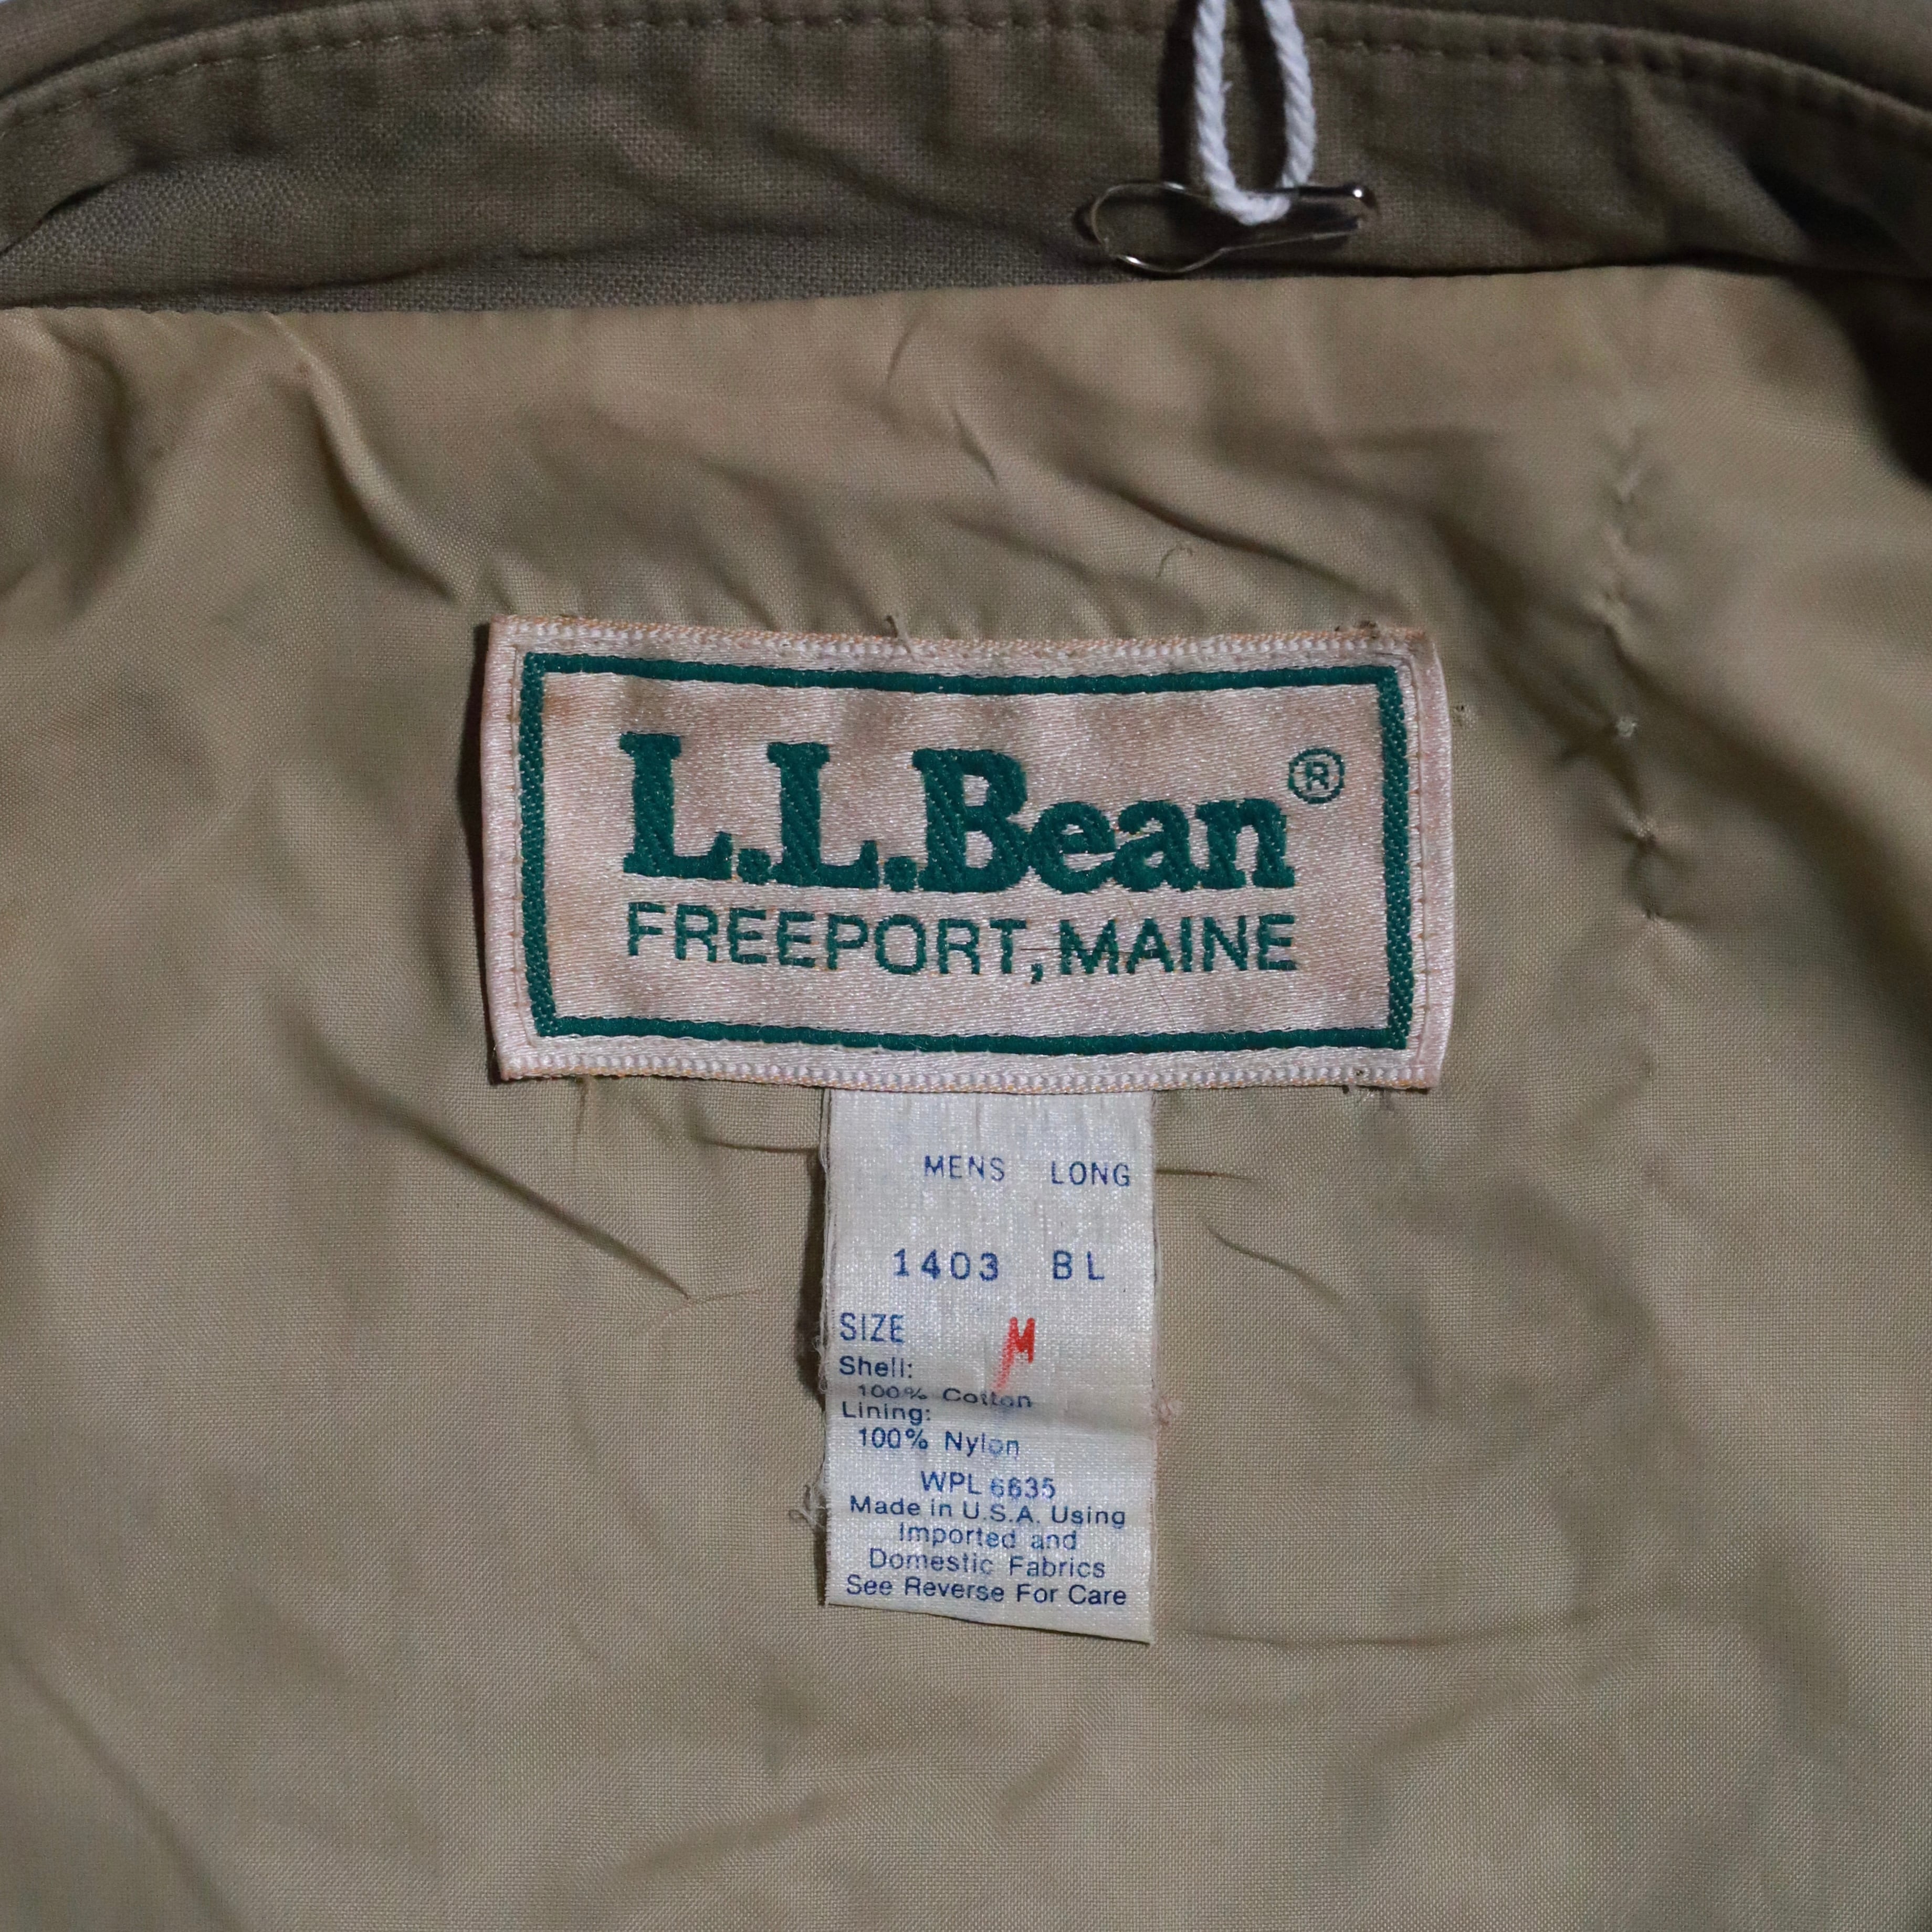 L.L.Bean®
FREEPORT, MAINE
MENS LONG
1403 BL
SIZE M
Shell:
100% Cotton
Lining:
100% Nylon
WPL 6635
Made in U.S.A. Using
Imported and
Domestic Fabrics
See Reverse For Care